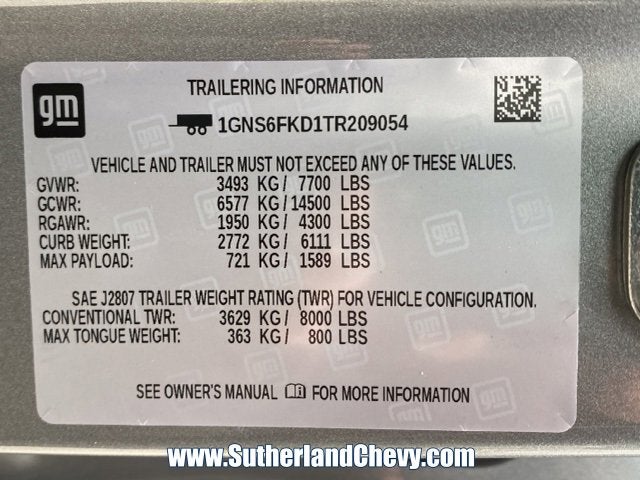 gm
TRAILERING INFORMATION
1GNS6FKD1TR209054
VEHICLE AND TRAILER MUST NOT EXCEED ANY OF THESE VALUES.
GVWR: 3493 KG/ 7700 LBS
GCWR: 6577 KG/14500 LBS
RGAWR: 1950 KG/ 4300 LBS
CURB WEIGHT: 2772 KG/ 6111 LBS
MAX PAYLOAD: 721 KG/ 1589 LBS
SAE J2807 TRAILER WEIGHT RATING (TWR) FOR VEHICLE CONFIGURATION.
CONVENTIONAL TWR: 3629 KG/ 8000 LBS
MAX TONGUE WEIGHT: 363 KG/ 800 LBS
SEE OWNER'S MANUAL FOR MORE INFORMATION
www.SutherlandChevy.com